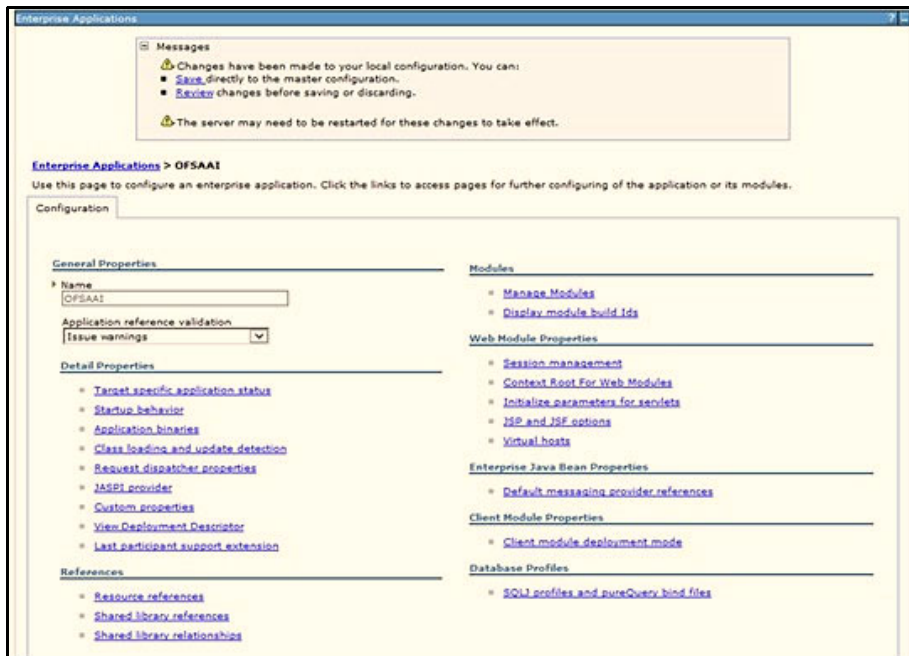 Enterprise Applications
?
Messages
Changes have been made to your local configuration. You can:
Save directly to the master configuration.
Review changes before saving or discarding.
The server may need to be restarted for these changes to take effect.
Enterprise Applications > OFSAAI
Use this page to configure an enterprise application. Click the links to access pages for further configuring of the application or its modules.
Configuration
General Properties
Name
OFSAAI
Application reference validation
Issue warnings
Detail Properties
Target specific application status
Startup behavior
Application binaries
Class loading and update detection
Request dispatcher properties
JASPI provider
Custom properties
View Deployment Descriptor
Last participant support extension
References
Resource references
Shared library references
Shared library relationships
Modules
Manage Modules
Display module build Ids
Web Module Properties
Session management
Context Root For Web Modules
Initialize parameters for servlets
JSP and JSF options
Virtual hosts
Enterprise Java Bean Properties
Default messaging provider references
Client Module Properties
Client module deployment mode
Database Profiles
SQLJ profiles and pureQuery bind files